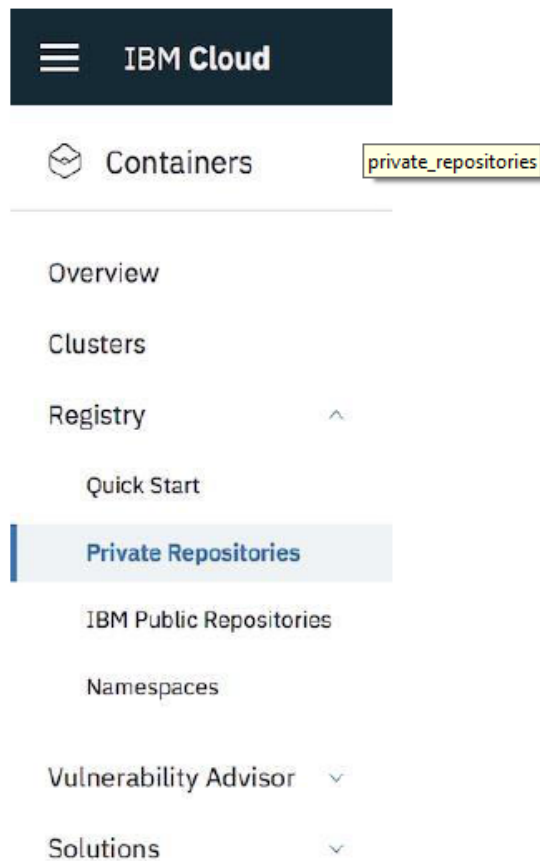 IBM Cloud
Containers
private_repositories
Overview
Clusters
Registry
Quick Start
Private Repositories
IBM Public Repositories
Namespaces
Vulnerability Advisor
Solutions